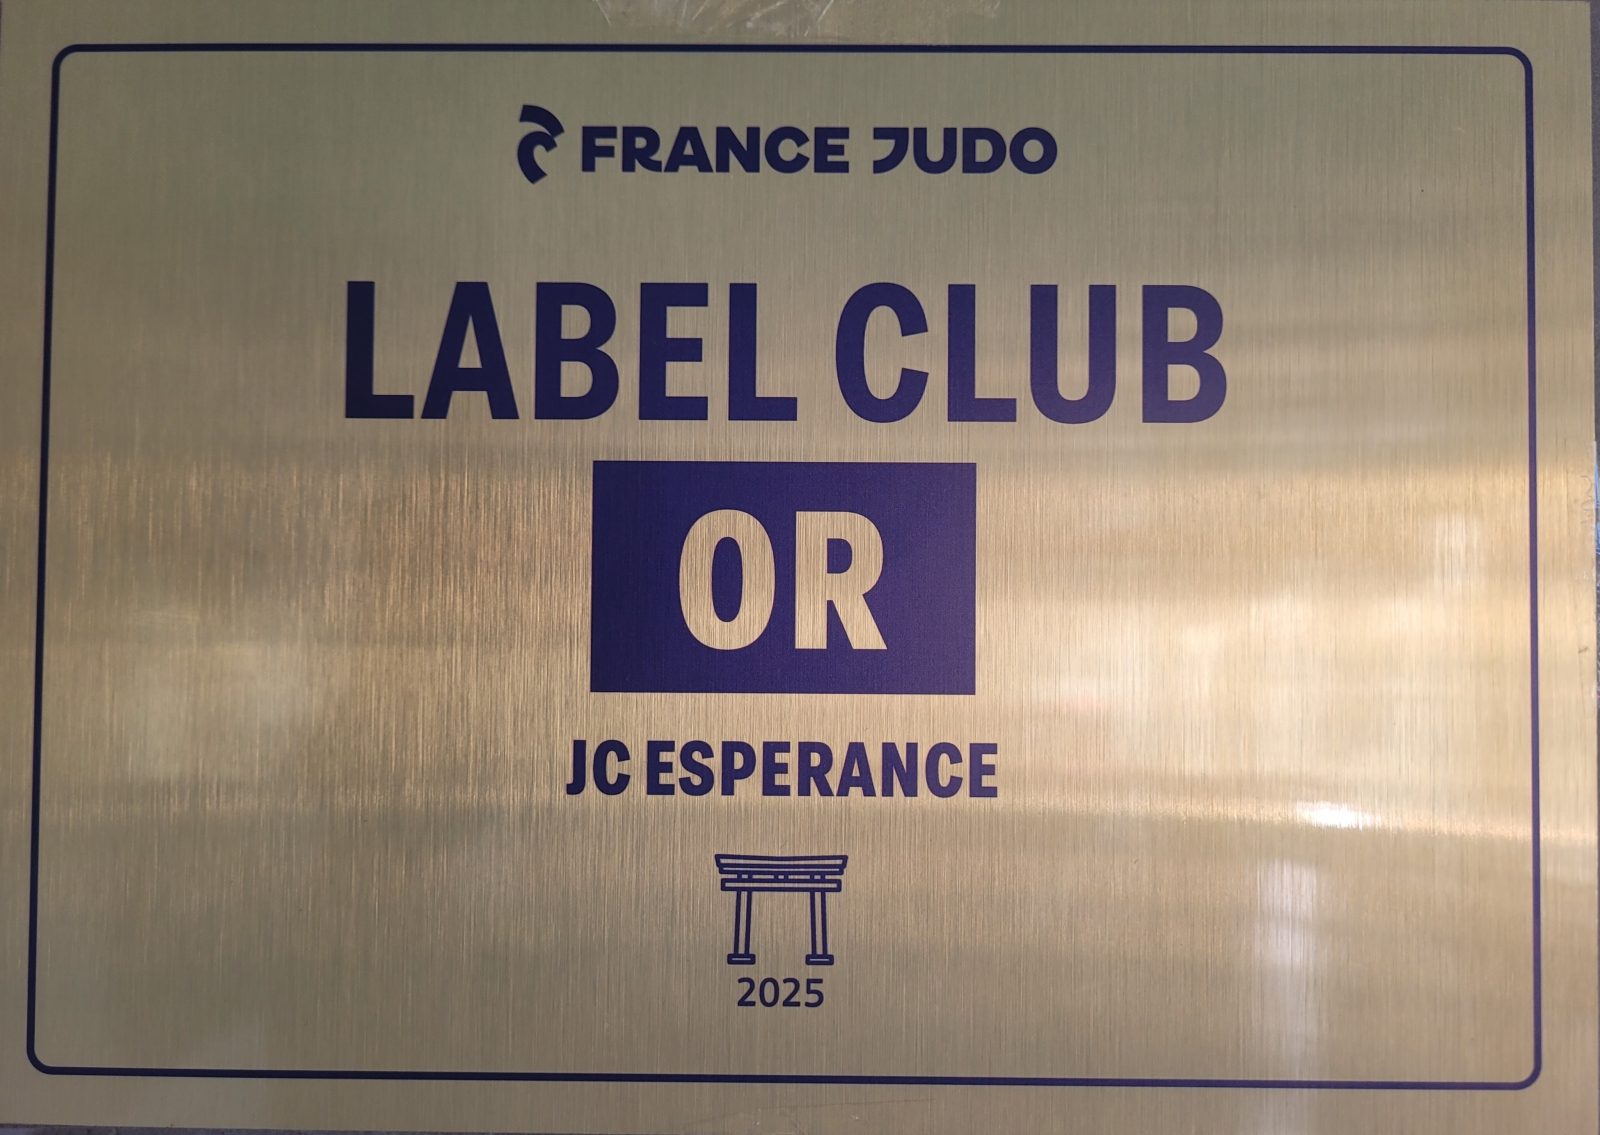 FRANCE JUDO
LABEL CLUB
OR
JC ESPERANCE
2025